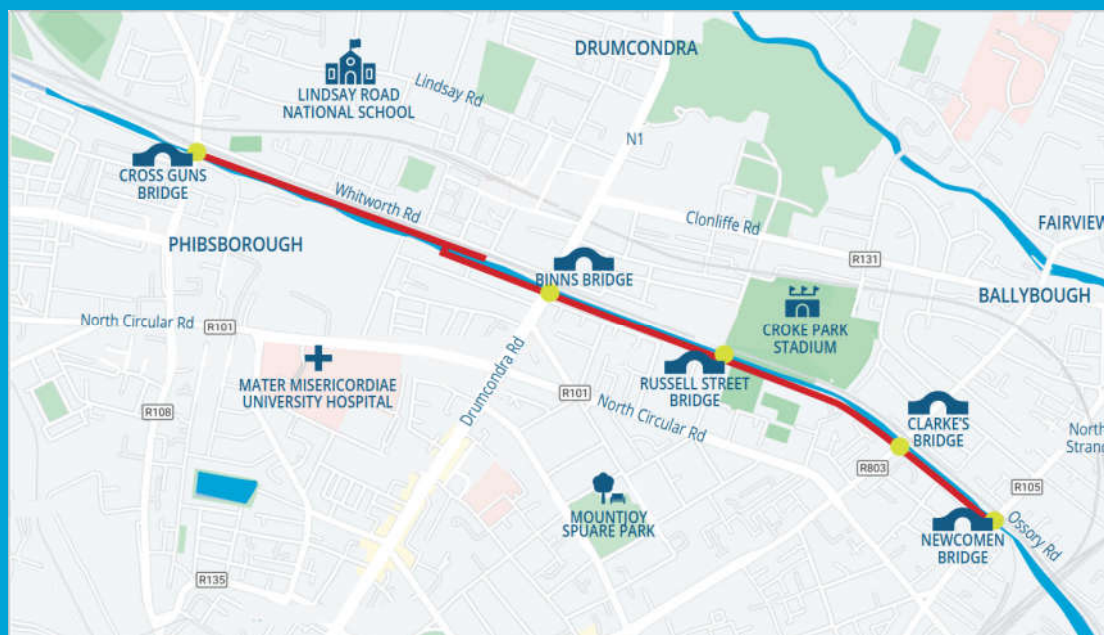 DRUMCONDRA
LINDSAY ROAD
NATIONAL SCHOOL
Lindsay Rd
N1
CROSS GUNS
BRIDGE
Whitworth Rd
Clonliffe Rd
FAIRVIEW
PHIBSBOROUGH
R131
BINNS BRIDGE
BALLYBOUGH
North Circular Rd
R101
CROKE PARK
STADIUM
MATER MISERICORDIAE
UNIVERSITY HOSPITAL
Drumcondra Rd
RUSSELL STREET
BRIDGE
R101
North Circular Rd
R108
CLARKE'S
BRIDGE
North
Strand
R803
R105
MOUNTJOY
SPUARE PARK
NEWCOMEN
BRIDGE
Ossory Rd
R135